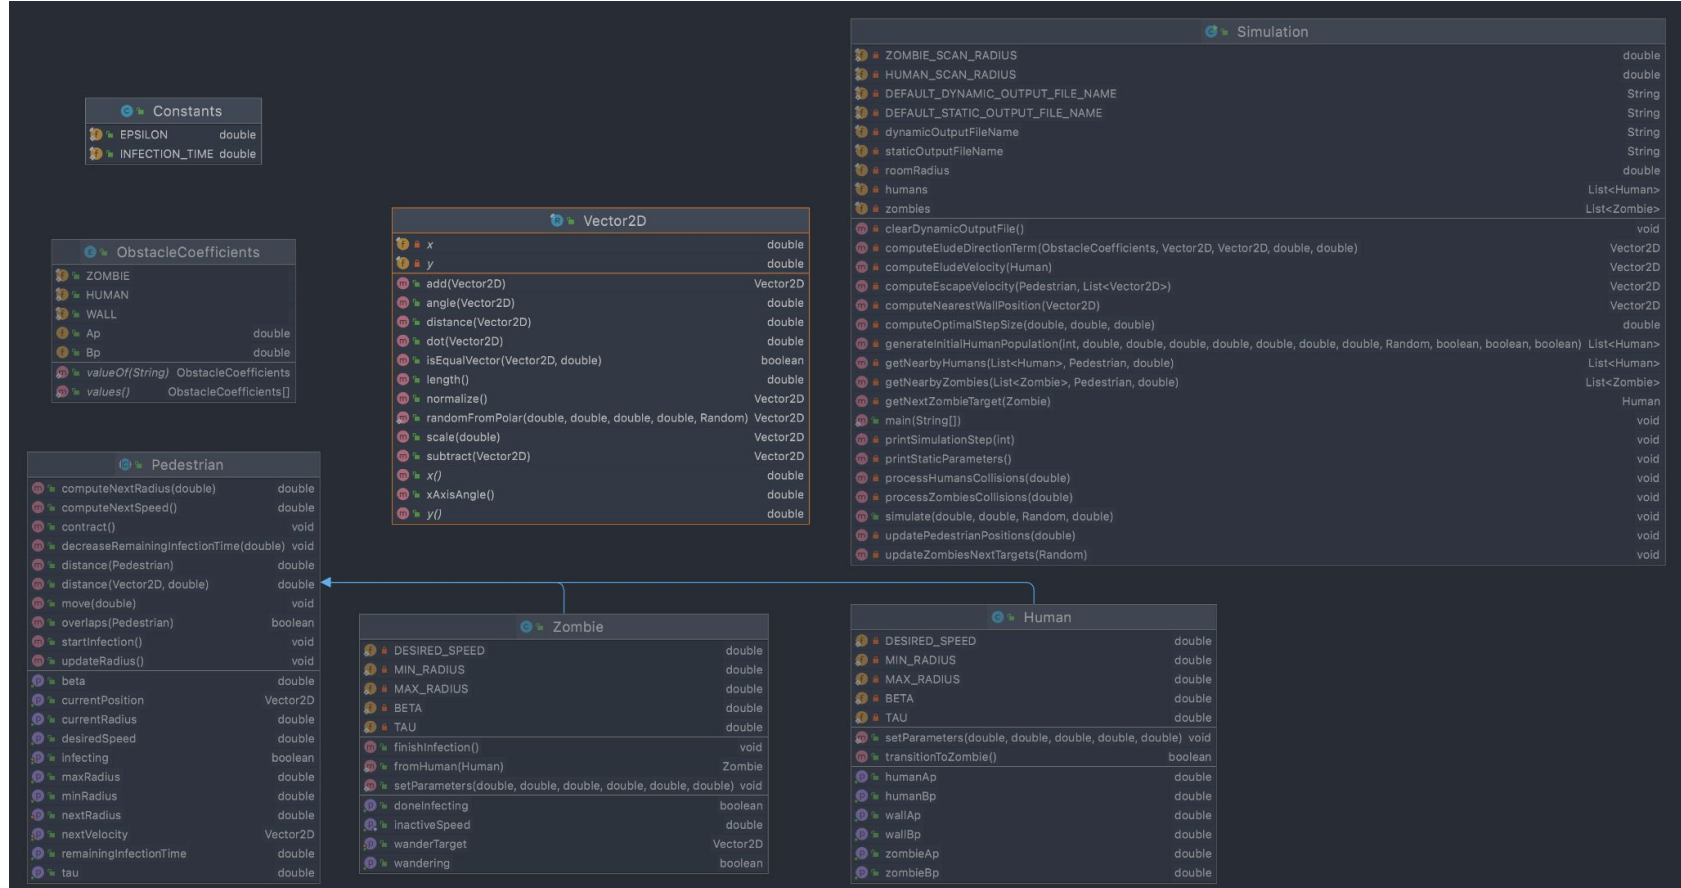 Constants
EPSILON double
INFECTION_TIME double
ObstacleCoefficients
ZOMBIE
HUMAN
WALL
Ap double
Bp double
valueOf(String) ObstacleCoefficients
values() ObstacleCoefficients[]
Vector2D
x double
y double
add(Vector2D) Vector2D
angle(Vector2D) double
distance(Vector2D) double
dot(Vector2D) double
isEqualVector(Vector2D, double) boolean
length() double
normalize() Vector2D
randomFromPolar(double, double, double, double, Random) Vector2D
scale(double) Vector2D
subtract(Vector2D) Vector2D
x() double
xAxisAngle() double
y() double
Simulation
ZOMBIE_SCAN_RADIUS double
HUMAN_SCAN_RADIUS double
DEFAULT_DYNAMIC_OUTPUT_FILE_NAME String
DEFAULT_STATIC_OUTPUT_FILE_NAME String
dynamicOutputFileName String
staticOutputFileName String
roomRadius double
humans List<Human>
zombies List<Zombie>
clearDynamicOutputFile() void
computeEludeDirectionTerm(ObstacleCoefficients, Vector2D, Vector2D, double, double) Vector2D
computeEludeVelocity(Human) Vector2D
computeEscapeVelocity(Pedestrian, List<Vector2D>) Vector2D
computeNearestWallPosition(Vector2D) Vector2D
computeOptimalStepSize(double, double, double) double
generateInitialHumanPopulation(int, double, double, double, double, double, double, double, Random, boolean, boolean, boolean) List<Human>
getNearbyHumans(List<Human>, Pedestrian, double) List<Human>
getNearbyZombies(List<Zombie>, Pedestrian, double) List<Zombie>
getNextZombieTarget(Zombie) Human
main(String[]) void
printSimulationStep(int) void
printStaticParameters() void
processHumansCollisions(double) void
processZombiesCollisions(double) void
simulate(double, double, Random, double) void
updatePedestrianPositions(double) void
updateZombiesNextTargets(Random) void
Pedestrian
computeNextRadius(double) double
computeNextSpeed() double
contract() void
decreaseRemainingInfectionTime(double) void
distance(Pedestrian) double
distance(Vector2D, double) double
move(double) void
overlaps(Pedestrian) boolean
startInfection() void
updateRadius() void
beta double
currentPosition Vector2D
currentRadius double
desiredSpeed double
infecting boolean
maxRadius double
minRadius double
nextRadius double
nextVelocity Vector2D
remainingInfectionTime double
tau double
Zombie
DESIRED_SPEED double
MIN_RADIUS double
MAX_RADIUS double
BETA double
TAU double
finishInfection() void
fromHuman(Human) Zombie
setParameters(double, double, double, double, double, double) void
doneInfecting boolean
inactiveSpeed double
wanderTarget Vector2D
wandering boolean
Human
DESIRED_SPEED double
MIN_RADIUS double
MAX_RADIUS double
BETA double
TAU double
setParameters(double, double, double, double, double) void
transitionToZombie() boolean
humanAp double
humanBp double
wallAp double
wallBp double
zombieAp double
zombieBp double